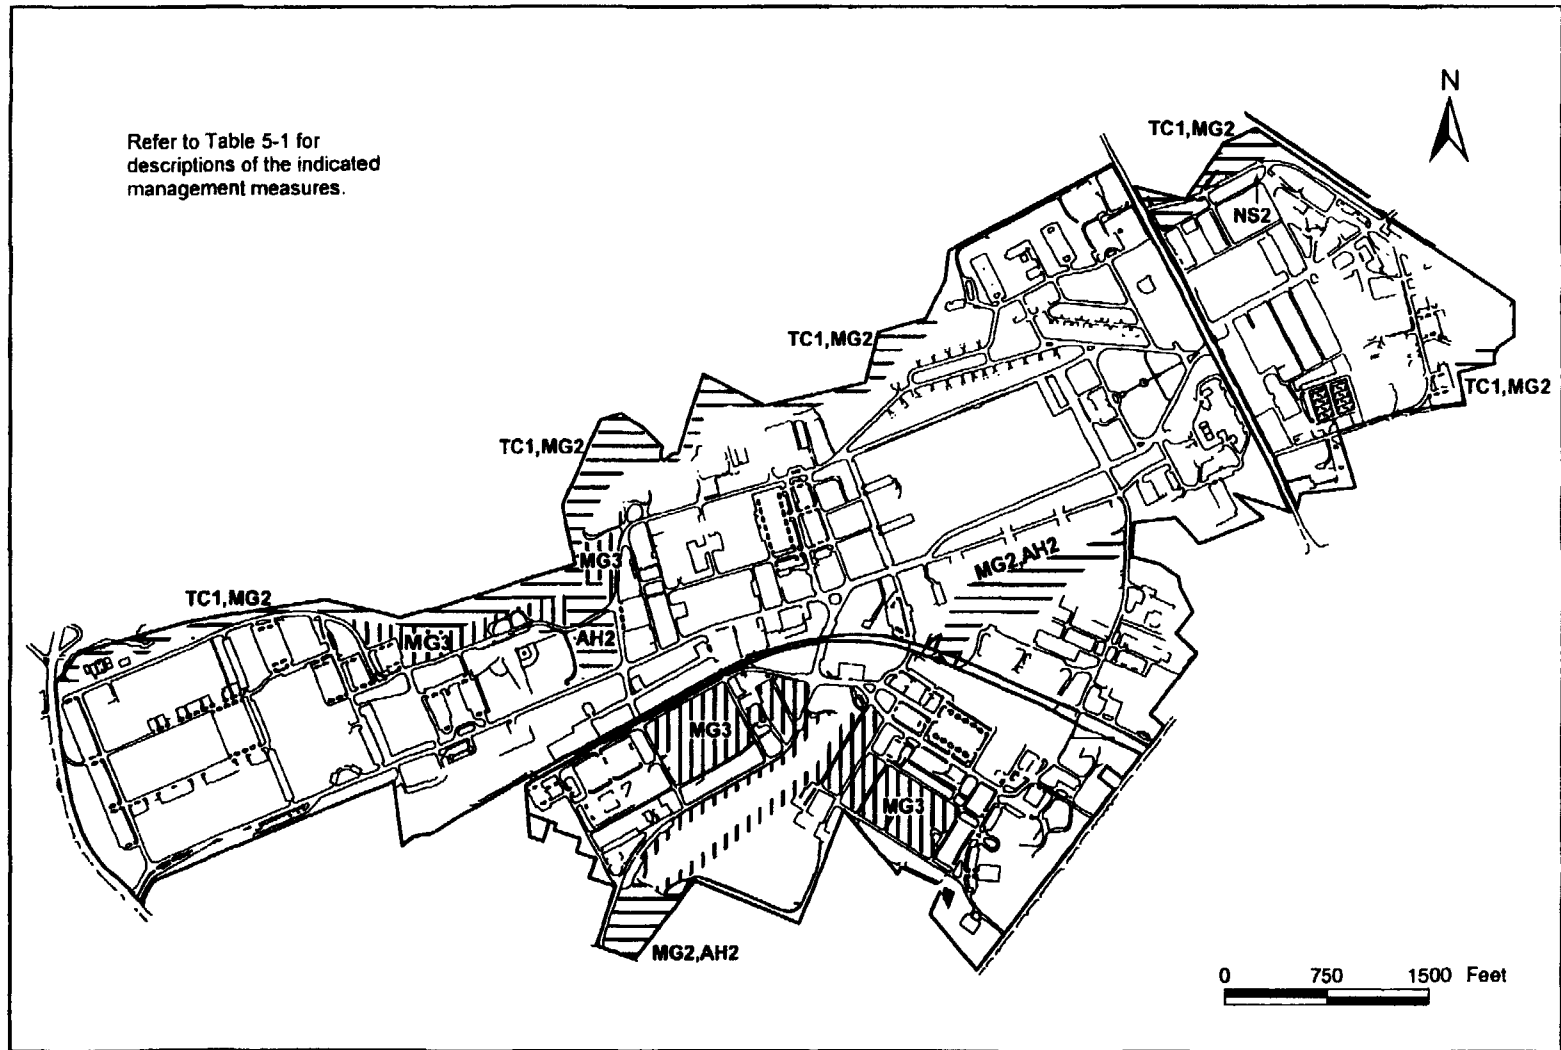 N
TC1,MG2
Refer to Table 5-1 for
descriptions of the indicated
management measures.
NS2
TC1,MG2
TC1,MG2
TC1,MG2
MG2,AH2
MG3
TC1,MG2
MG3
AH2
MG3
MG3
MG2,AH2
0 750 1500 Feet